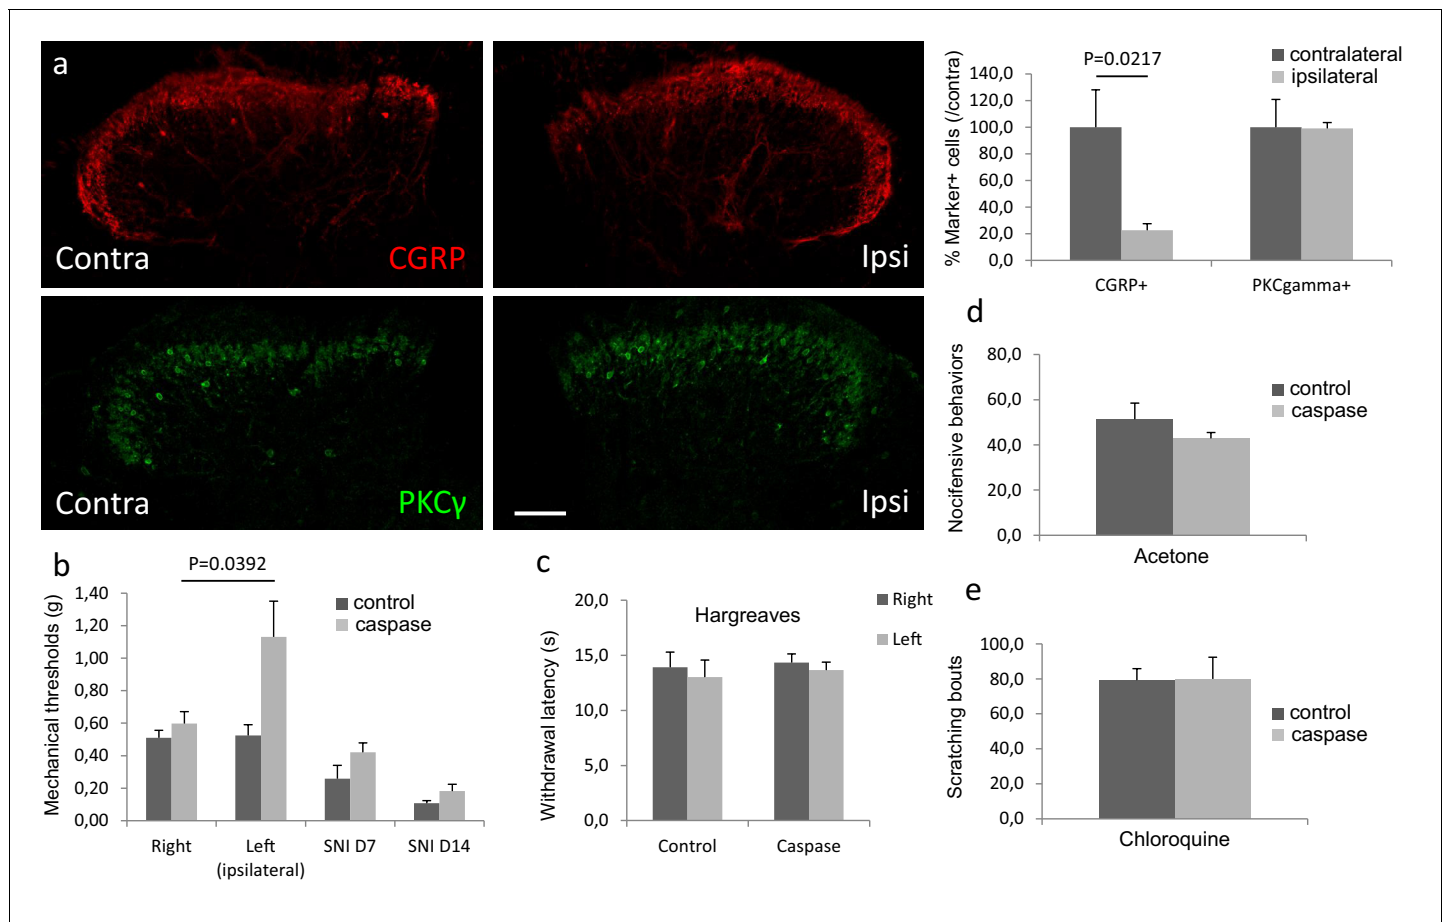 a
Contra
CGRP
Ipsi
Contra
PKCγ
Ipsi
P=0.0217
contralateral
ipsilateral
% Marker+ cells (/contra)
140,0
120,0
100,0
80,0
60,0
40,0
20,0
0,0
CGRP+
PKCgamma+
b
P=0.0392
control
caspase
Mechanical thresholds (g)
1,40
1,20
1,00
0,80
0,60
0,40
0,20
0,00
Right
Left
(ipsilateral)
SNI D7
SNI D14
c
Hargreaves
Right
Left
Withdrawal latency (s)
20,0
15,0
10,0
5,0
0,0
Control
Caspase
d
Nocifensive behaviors
80,0
60,0
40,0
20,0
0,0
control
caspase
Acetone
e
Scratching bouts
100,0
80,0
60,0
40,0
20,0
0,0
control
caspase
Chloroquine